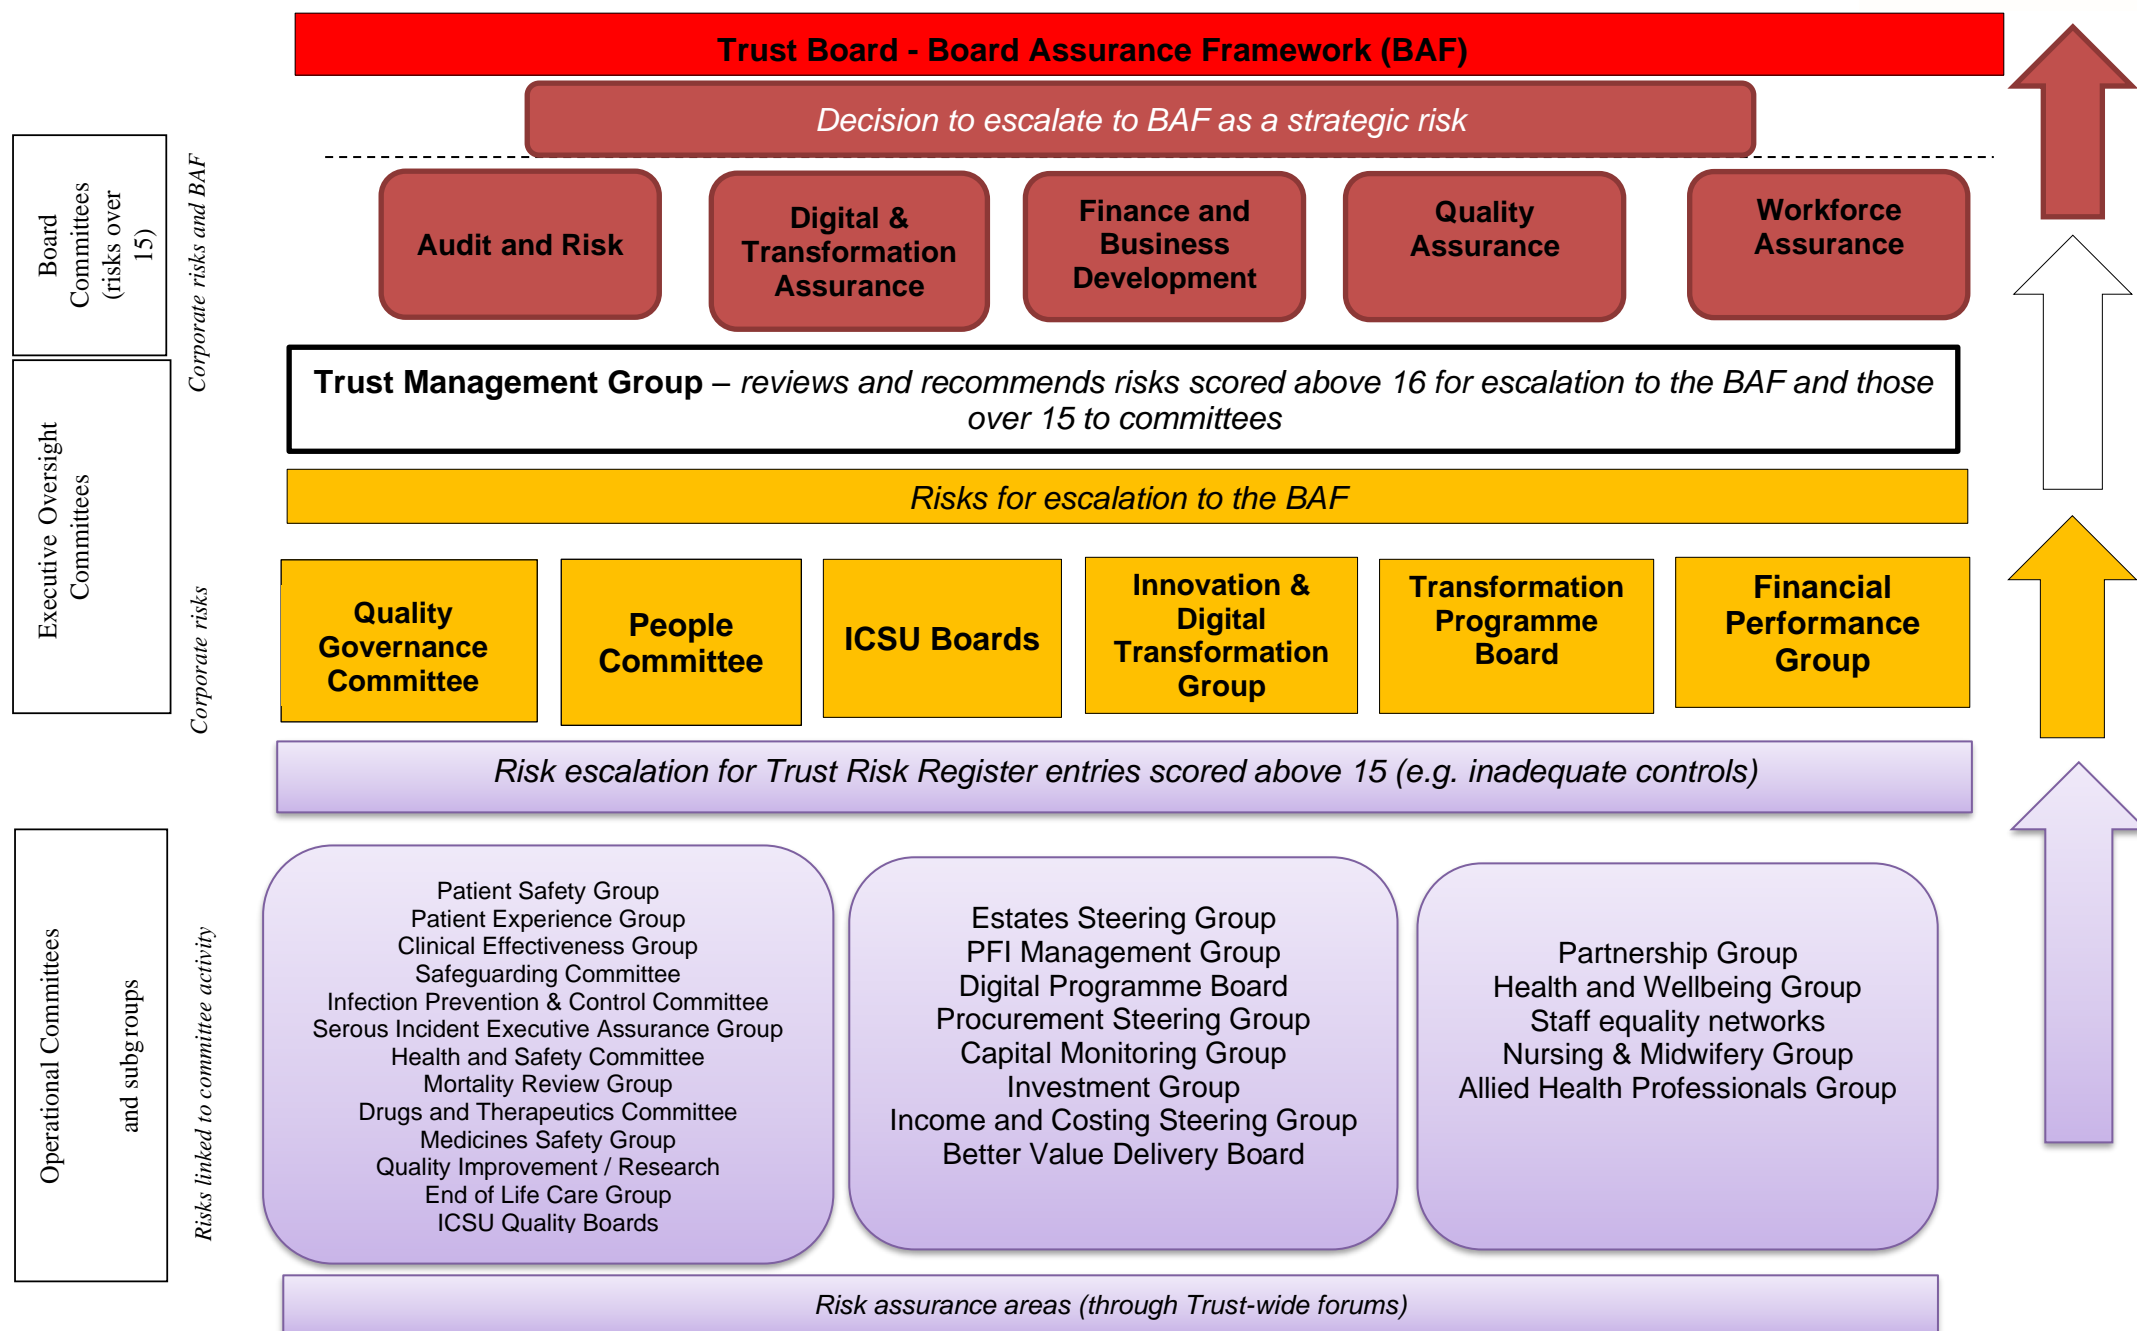 Trust Board - Board Assurance Framework (BAF)
Decision to escalate to BAF as a strategic risk
Board
Committees
(risks over
15)
Corporate risks and BAF
Audit and Risk
Digital &
Transformation
Assurance
Finance and
Business
Development
Quality
Assurance
Workforce
Assurance
Executive Oversight
Committees
Trust Management Group – reviews and recommends risks scored above 16 for escalation to the BAF and those
over 15 to committees
Risks for escalation to the BAF
Corporate risks
Quality
Governance
Committee
People
Committee
ICSU Boards
Innovation &
Digital
Transformation
Group
Transformation
Programme
Board
Financial
Performance
Group
Risk escalation for Trust Risk Register entries scored above 15 (e.g. inadequate controls)
Operational Committees
and subgroups
Risks linked to committee activity
Patient Safety Group
Patient Experience Group
Clinical Effectiveness Group
Safeguarding Committee
Infection Prevention & Control Committee
Serous Incident Executive Assurance Group
Health and Safety Committee
Mortality Review Group
Drugs and Therapeutics Committee
Medicines Safety Group
Quality Improvement / Research
End of Life Care Group
ICSU Quality Boards
Estates Steering Group
PFI Management Group
Digital Programme Board
Procurement Steering Group
Capital Monitoring Group
Investment Group
Income and Costing Steering Group
Better Value Delivery Board
Partnership Group
Health and Wellbeing Group
Staff equality networks
Nursing & Midwifery Group
Allied Health Professionals Group
Risk assurance areas (through Trust-wide forums)